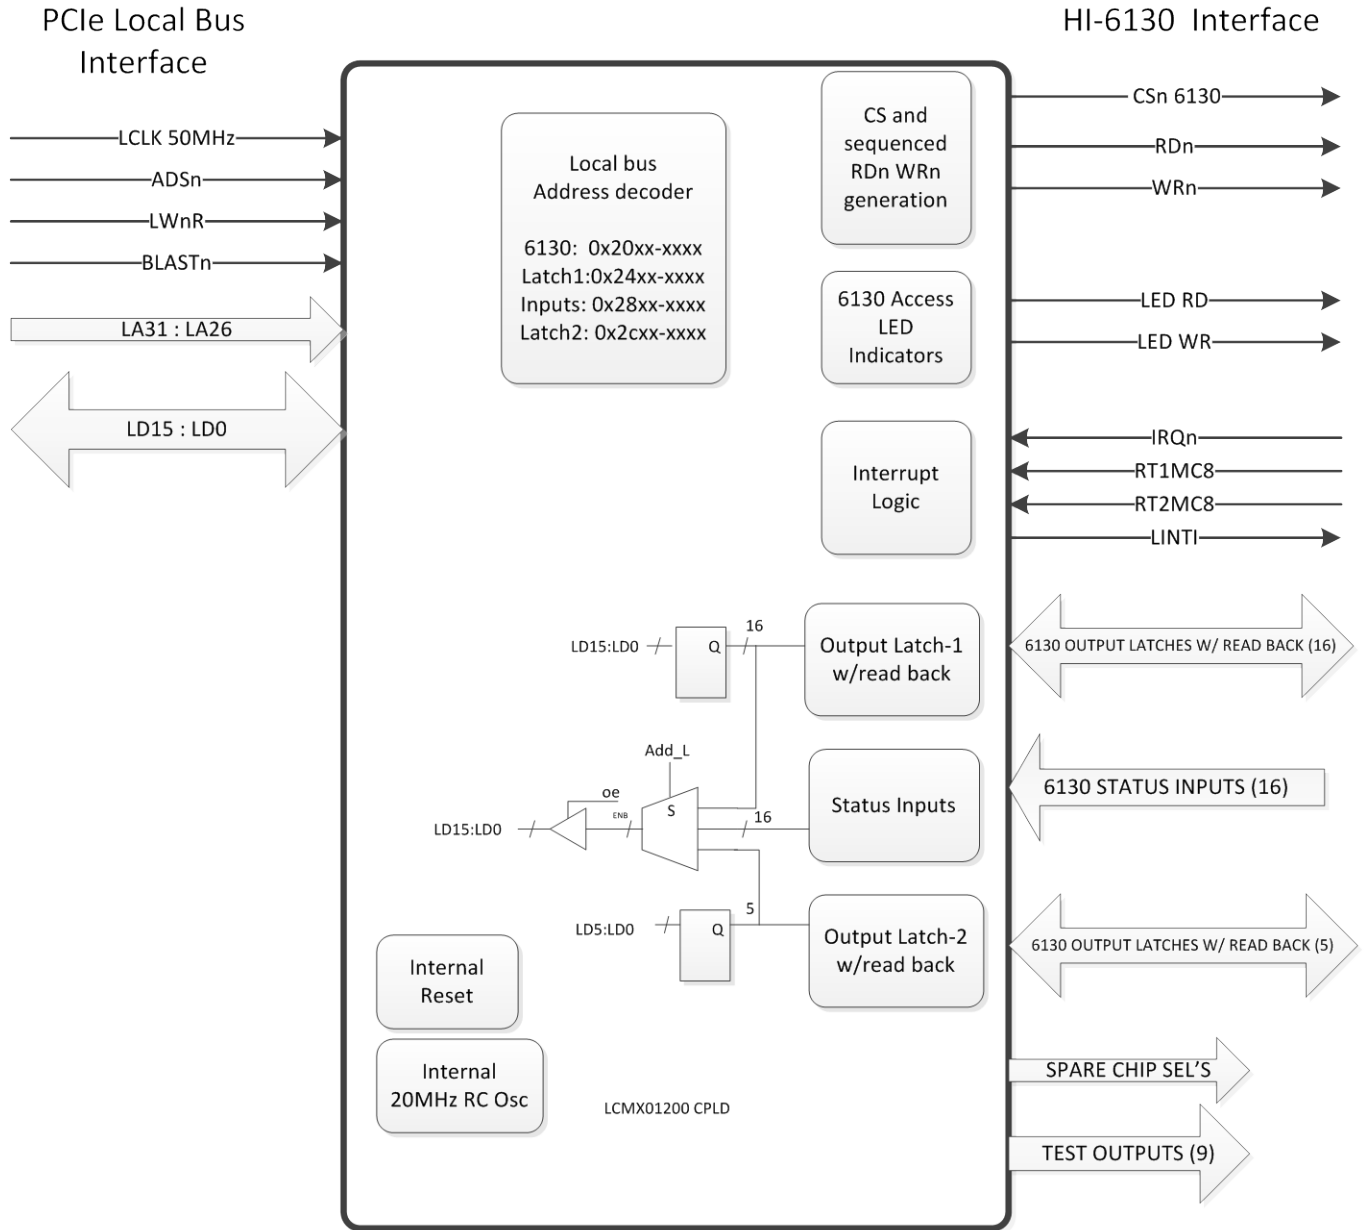 PCIe Local Bus
Interface
HI-6130  Interface
LCLK 50MHz
ADSn
LWnR
BLASTn
LA31 : LA26
LD15 : LD0
Local bus
Address decoder
6130:  0x20xx-xxxx
Latch1:0x24xx-xxxx
Inputs: 0x28xx-xxxx
Latch2: 0x2cxx-xxxx
CS and
sequenced
RDn WRn
generation
6130 Access
LED
Indicators
Interrupt
Logic
CSn 6130
RDn
WRn
LED RD
LED WR
IRQn
RT1MC8
RT2MC8
LINTI
LD15:LD0
Q
16
Output Latch-1
w/read back
6130 OUTPUT LATCHES W/ READ BACK (16)
Add_L
oe
S
ENB
LD15:LD0
16
Status Inputs
6130 STATUS INPUTS (16)
LD5:LD0
Q
5
Output Latch-2
w/read back
6130 OUTPUT LATCHES W/ READ BACK (5)
Internal
Reset
Internal
20MHz RC Osc
LCMX01200 CPLD
SPARE CHIP SEL'S
TEST OUTPUTS (9)